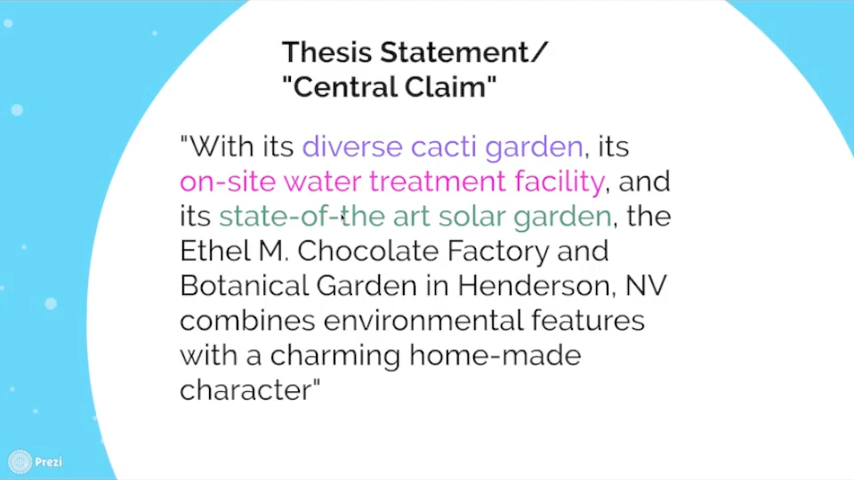 Thesis Statement/
"Central Claim"
"With its diverse cacti garden, its
on-site water treatment facility, and
its state-of-the art solar garden, the
Ethel M. Chocolate Factory and
Botanical Garden in Henderson, NV
combines environmental features
with a charming home-made
character"
Prezi